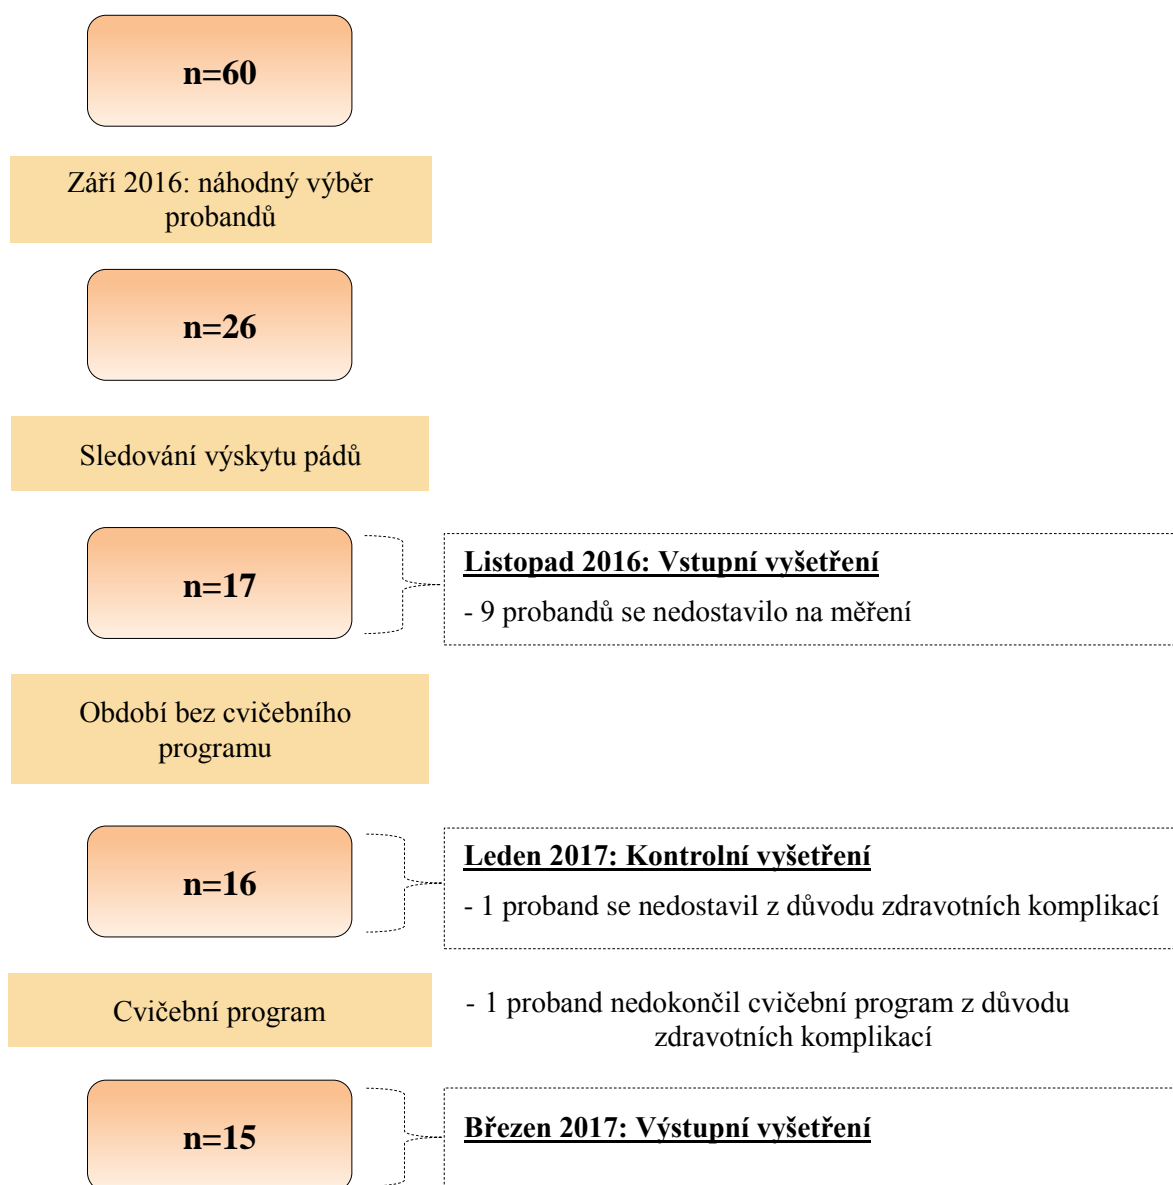 n=60
Září 2016: náhodný výběr
probandů
n=26
Sledování výskytu pádů
n=17
Listopad 2016: Vstupní vyšetření
- 9 probandů se nedostavilo na měření
Období bez cvičebního
programu
n=16
Leden 2017: Kontrolní vyšetření
- 1 proband se nedostavil z důvodu zdravotních komplikací
Cvičební program
- 1 proband nedokončil cvičební program z důvodu
zdravotních komplikací
n=15
Březen 2017: Výstupní vyšetření